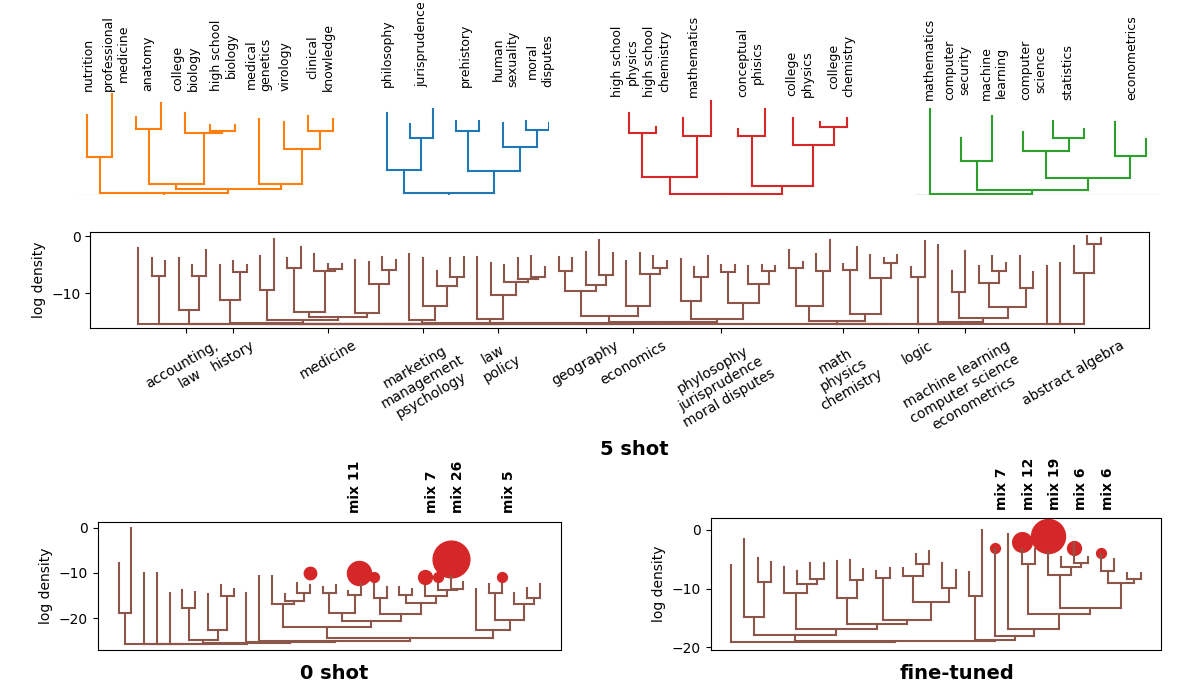 nutrition
professional
medicine
anatomy
college
biology
high school
biology
medical
genetics
virology
clinical
knowledge
philosophy
jurisprudence
prehistory
human
sexuality
moral
disputes
high school
physics
high school
chemistry
mathematics
conceptual
phisics
college
physics
college
chemistry
mathematics
computer
security
machine
learning
computer
science
statistics
econometrics
log density
0
−10
accounting,
law
history
medicine
marketing
management
psychology
law
policy
geography
economics
phylosophy
jurisprudence
moral disputes
math
physics
chemistry
logic
machine learning
computer science
econometrics
abstract algebra
5 shot
mix 11
mix 7
mix 26
mix 5
log density
0
−10
−20
0 shot
mix 7
mix 12
mix 19
mix 6
mix 6
log density
0
−10
−20
fine-tuned